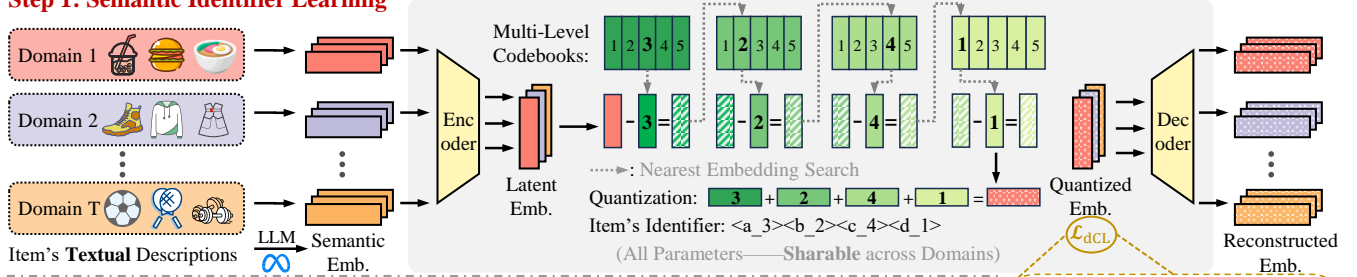 Step 1: Semantic Identifier Learning
Domain 1
Domain 2
Domain T
Item's Textual Descriptions
LLM
Semantic
Emb.
Enc
oder
Latent
Emb.
Multi-Level
Codebooks:
1 2 3 4 5
1 2 3 4 5
1 2 3 4 5
1 2 3 4 5
- 3 =
- 2 =
- 4 =
- 1 =
: Nearest Embedding Search
Quantization: 3 + 2 + 4 + 1 =
Item's Identifier: <a_3><b_2><c_4><d_1>
(All Parameters——Sharable across Domains)
Quantized
Emb.
ℒdCL
Dec
oder
Reconstructed
Emb.